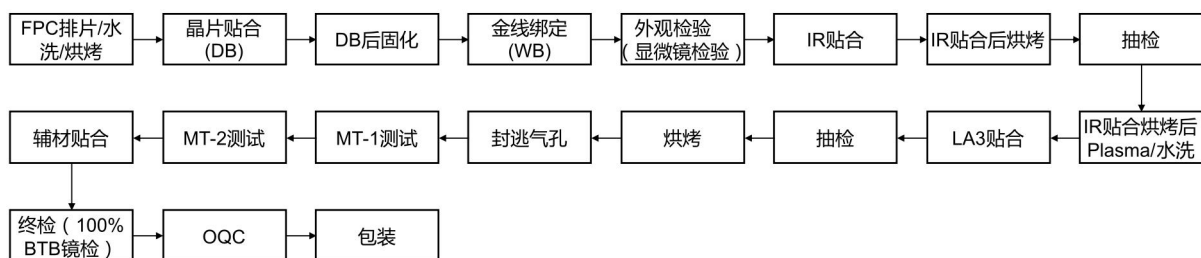 FPC排片/水
洗/烘烤
晶片贴合
(DB)
DB后固化
金线绑定
(WB)
外观检验
（显微镜检验）
IR贴合
IR贴合后烘烤
抽检
IR贴合烘烤后
Plasma/水洗
LA3贴合
抽检
烘烤
封逃气孔
MT-1测试
MT-2测试
辅材贴合
终检（100%
BTB镜检）
OQC
包装